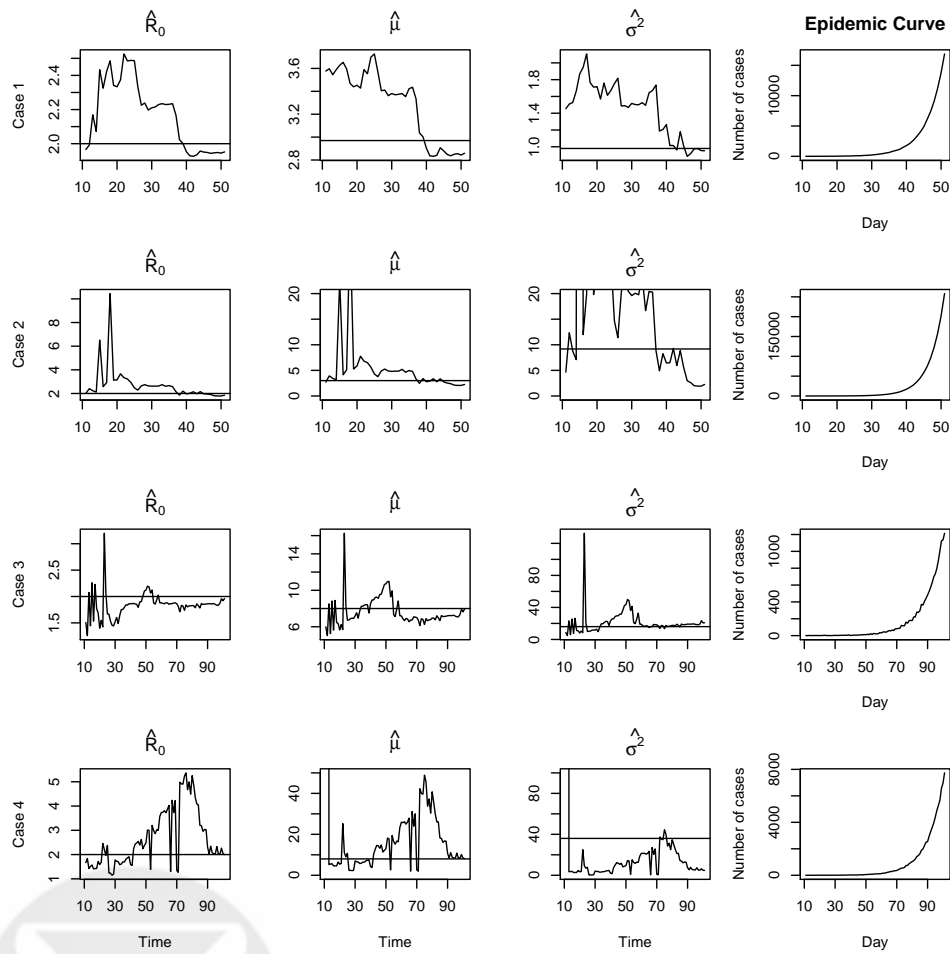 R̂₀ μ̂ σ̂² Epidemic Curve
Case 1
2.0 2.2 2.4
10 20 30 40 50
2.8 3.2 3.6
10 20 30 40 50
1.0 1.4 1.8
10 20 30 40 50
Number of cases
0 10000
10 20 30 40 50
Day
R̂₀ μ̂ σ̂²
Case 2
2 4 6 8
10 20 30 40 50
0 5 10 20
10 20 30 40 50
0 5 10 20
10 20 30 40 50
Number of cases
0 150000
10 20 30 40 50
Day
R̂₀ μ̂ σ̂²
Case 3
1.5 2.5
10 30 50 70 90
6 10 14
10 30 50 70 90
0 40 80
10 30 50 70 90
Number of cases
0 400 1000
10 30 50 70 90
Day
R̂₀ μ̂ σ̂²
Case 4
1 2 3 4 5
10 30 50 70 90
Time
0 20 40
10 30 50 70 90
Time
0 40 80
10 30 50 70 90
Time
Number of cases
0 4000 8000
10 30 50 70 90
Day